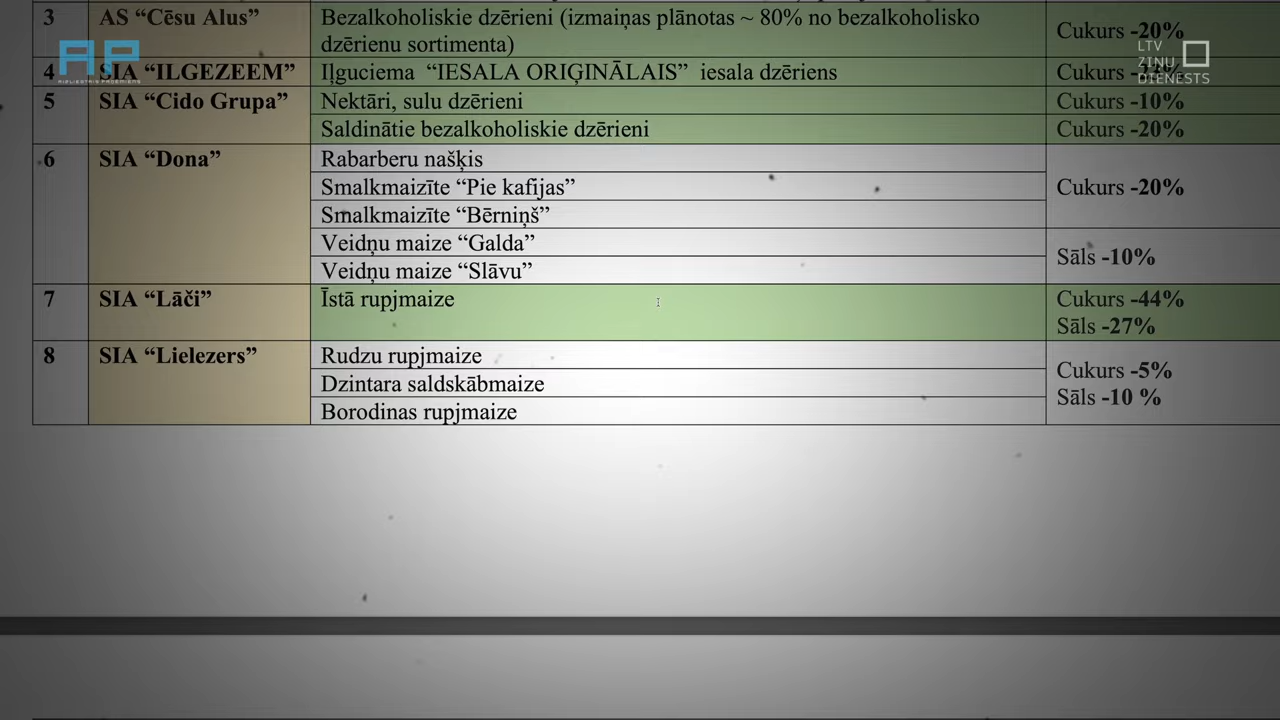 3 AS “Cēsu Alus” Bezalkoholiskie dzērieni (izmaiņas plānotas ~ 80% no bezalkoholisko
dzērienu sortimenta) Cukurs -20%
4 SIA “ILGEZEEM” Iļguciema “IESALA ORIĢINĀLAIS” iesala dzēriens Cukurs
5 SIA “Cido Grupa” Nektāri, sulu dzērieni Cukurs -10%
Saldinātie bezalkoholiskie dzērieni Cukurs -20%
6 SIA “Dona” Rabarberu našķis
Smalkmaizīte “Pie kafijas” Cukurs -20%
Smalkmaizīte “Bērniņš”
Veidņu maize “Galda”
Veidņu maize “Slāvu” Sāls -10%
7 SIA “Lāči” Īstā rupjmaize Cukurs -44%
Sāls -27%
8 SIA “Lielezers” Rudzu rupjmaize Cukurs -5%
Dzintara saldskābmaize Sāls -10 %
Borodinas rupjmaize
AP
LTV
ZIŅU
DIENESTS